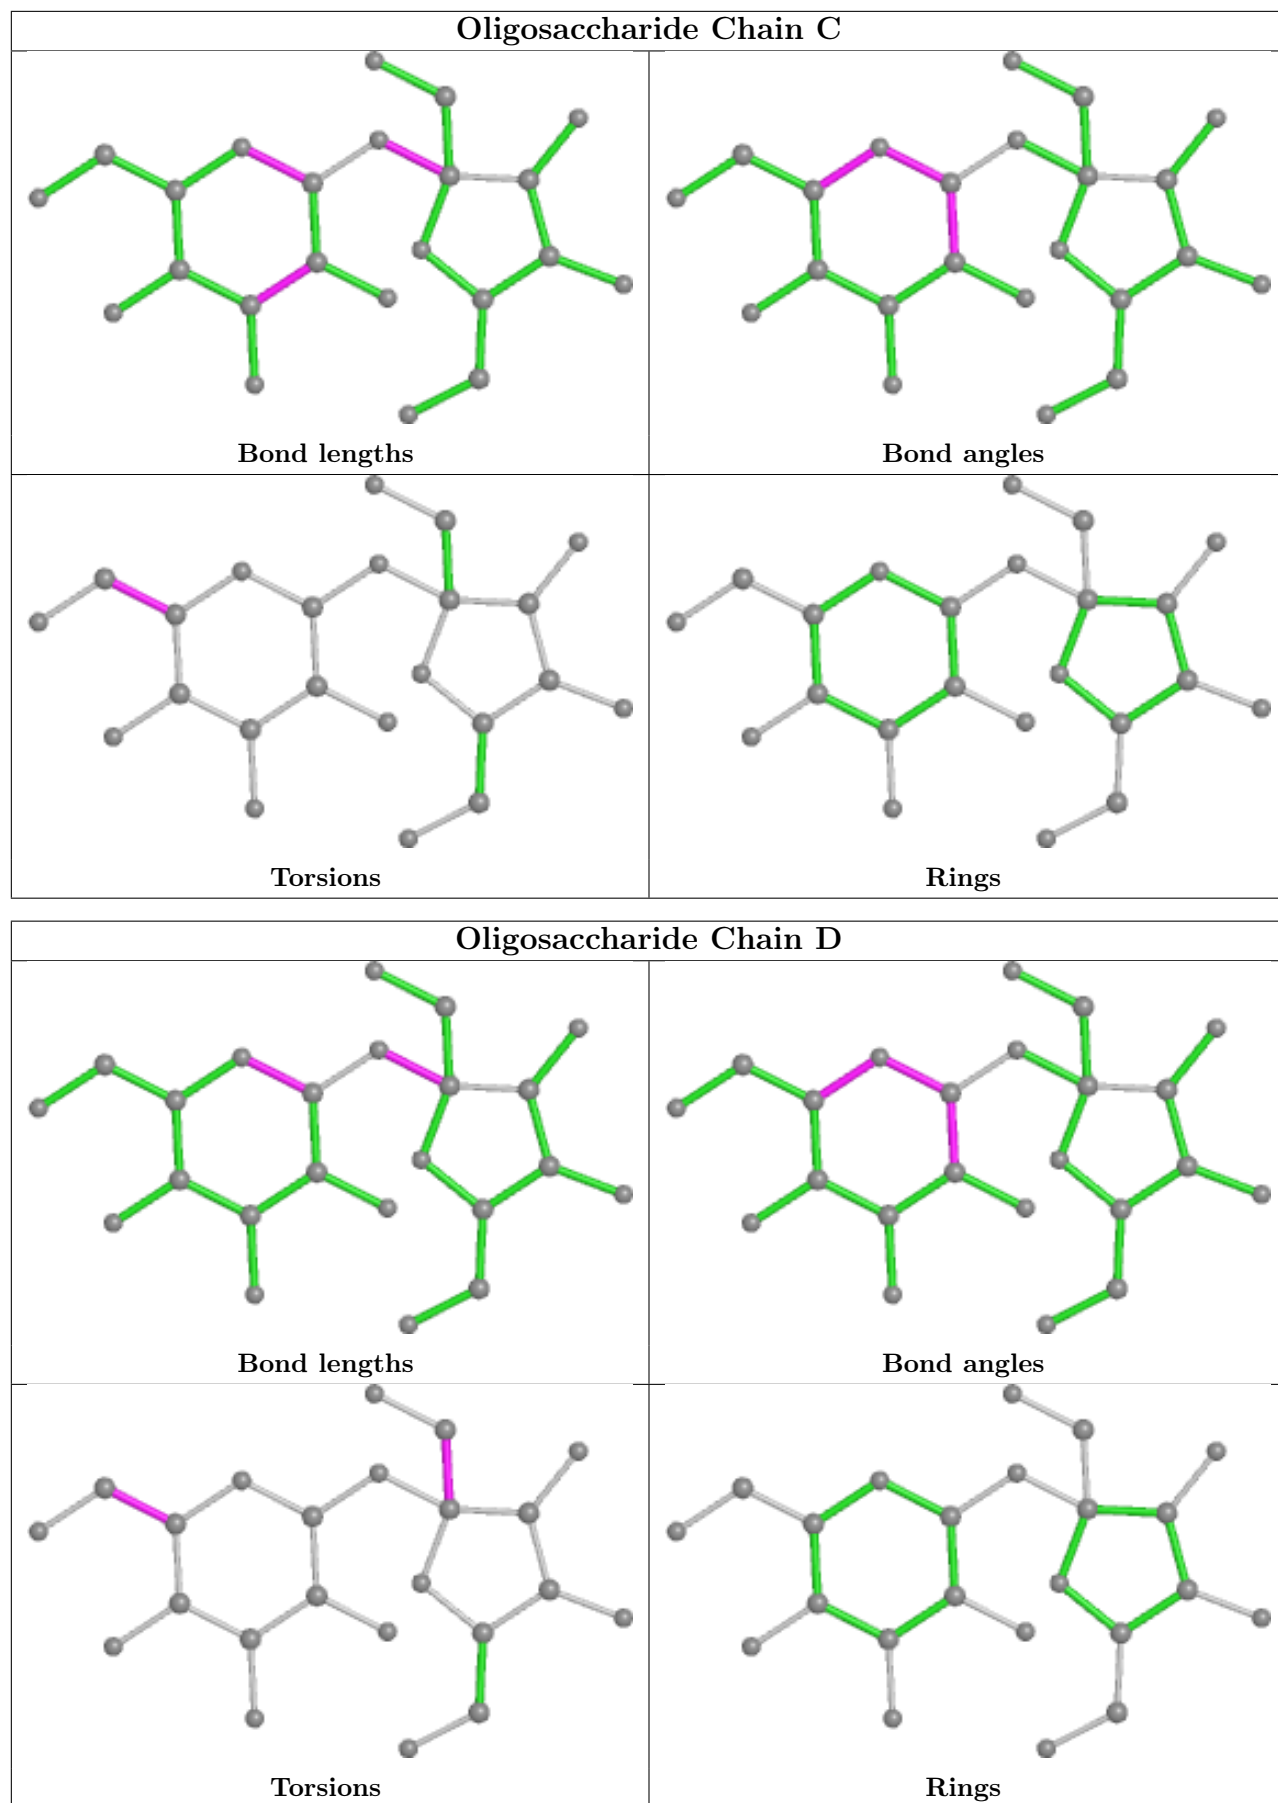 Oligosaccharide Chain C
Bond lengths
Bond angles
Torsions
Rings
Oligosaccharide Chain D
Bond lengths
Bond angles
Torsions
Rings